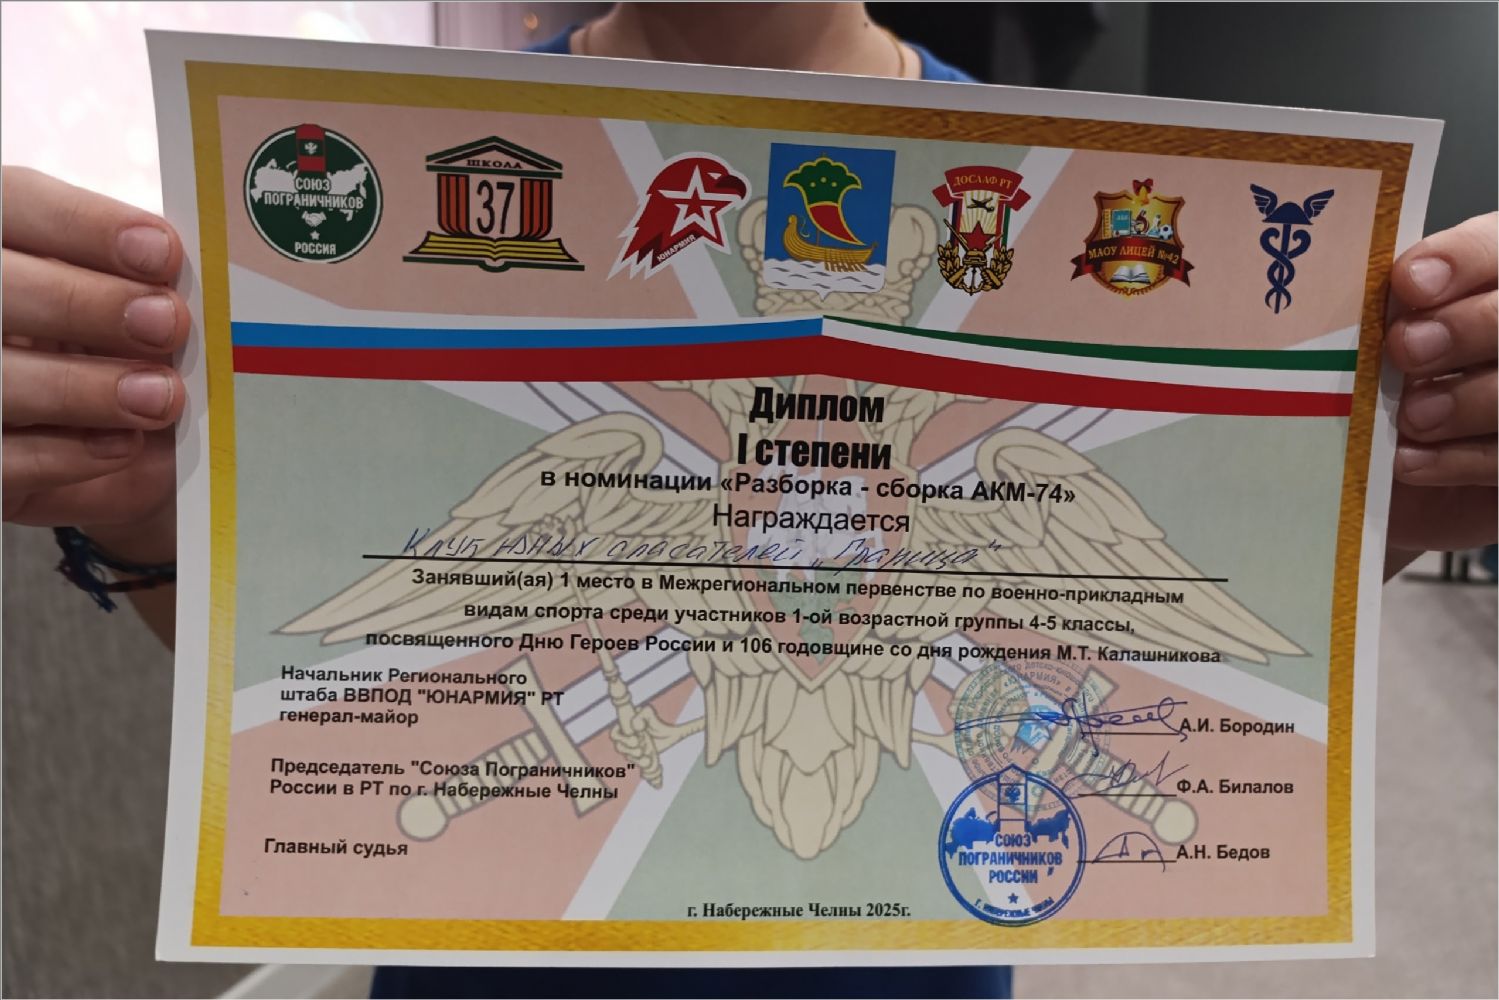 СОЮЗ
ПОГРАНИЧНИКОВ
РОССИЯ
ШКОЛА
37
ЮНАРМИЯ
ДОСААФ РТ
МАОУ ЛИЦЕЙ №42
Диплом
I степени
в номинации «Разборка - сборка АКМ-74»
Награждается
Клуб юных спасателей „Граница"
Занявший(ая) 1 место в Межрегиональном первенстве по военно-прикладным
видам спорта среди участников 1-ой возрастной группы 4-5 классы,
посвященного Дню Героев России и 106 годовщине со дня рождения М.Т. Калашникова
Начальник Регионального
штаба ВВПОД "ЮНАРМИЯ" РТ
генерал-майор
А.И. Бородин
Председатель "Союза Пограничников"
России в РТ по г. Набережные Челны
Ф.А. Билалов
Главный судья
А.Н. Бедов
СОЮЗ
ПОГРАНИЧНИКОВ
РОССИИ
Г. НАБЕРЕЖНЫЕ ЧЕЛНЫ
г. Набережные Челны 2025г.